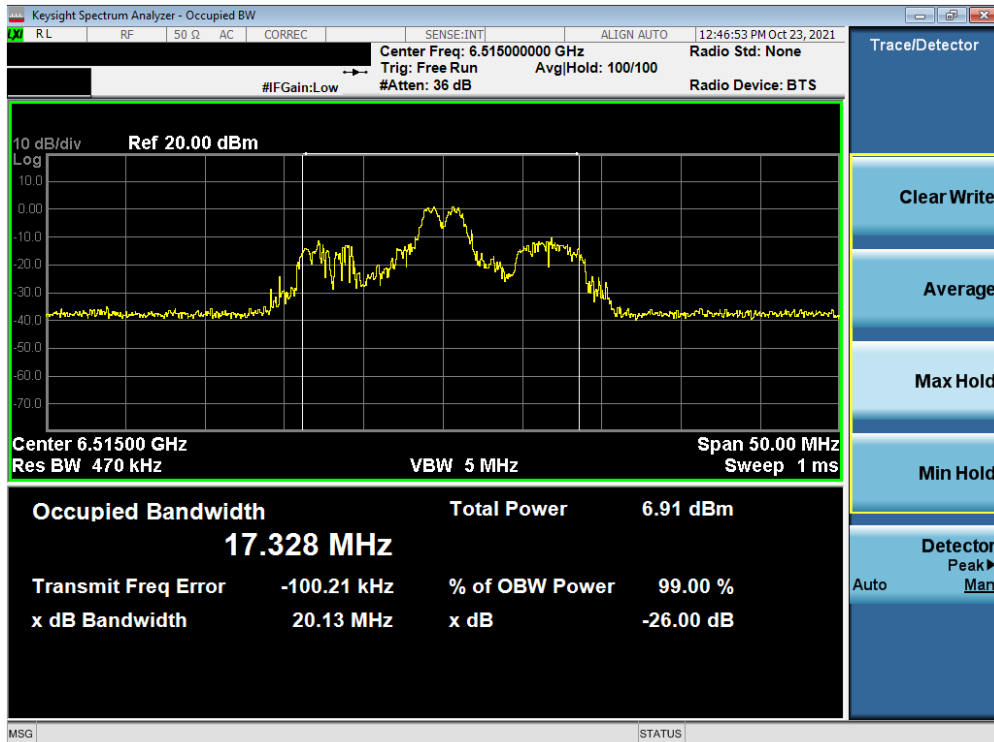 Keysight Spectrum Analyzer - Occupied BW
LXI RL RF 50 Ω AC CORREC SENSE:INT ALIGN AUTO 12:46:53 PM Oct 23, 2021
Center Freq: 6.515000000 GHz Radio Std: None
Trig: Free Run Avg|Hold: 100/100
#IFGain:Low #Atten: 36 dB Radio Device: BTS
Trace/Detector
10 dB/div Ref 20.00 dBm
Log
10.0
0.00
-10.0
-20.0
-30.0
-40.0
-50.0
-60.0
-70.0
Center 6.51500 GHz Span 50.00 MHz
Res BW 470 kHz VBW 5 MHz Sweep 1 ms
Occupied Bandwidth Total Power 6.91 dBm
17.328 MHz
Transmit Freq Error -100.21 kHz % of OBW Power 99.00 %
x dB Bandwidth 20.13 MHz x dB -26.00 dB
Clear Write
Average
Max Hold
Min Hold
Detector
Peak▶
Auto Man
MSG STATUS